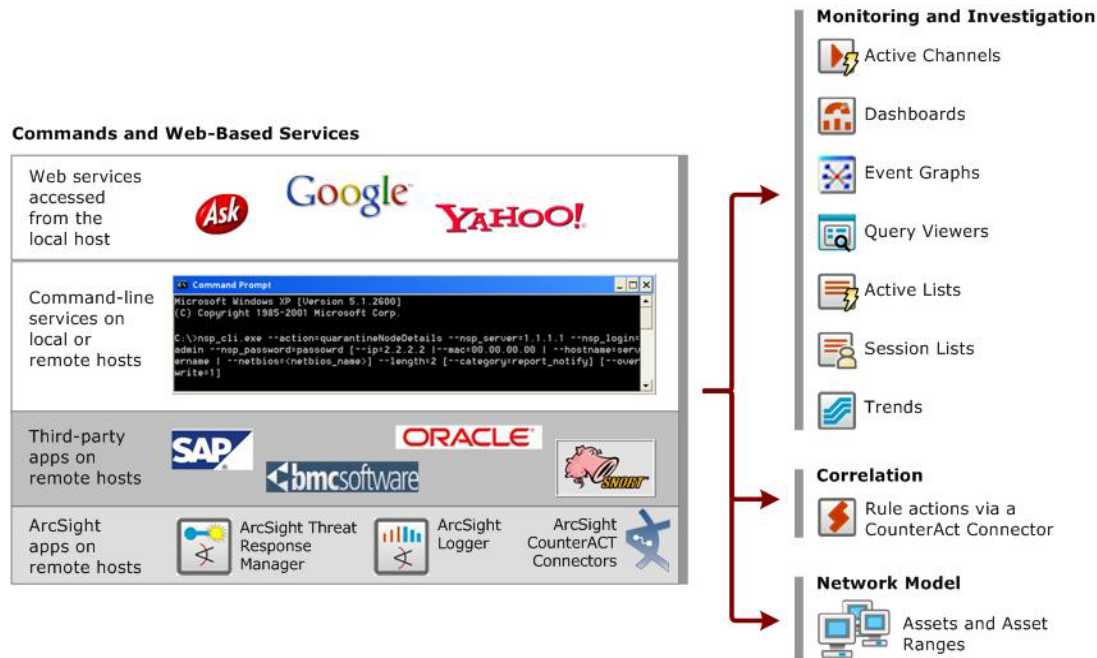 Commands and Web-Based Services
Web services
accessed
from the
local host
Ask
Google
YAHOO!
Command-line
services on
local or
remote hosts
Command Prompt
Microsoft Windows XP [Version 5.1.2600]
(C) Copyright 1985-2001 Microsoft Corp.
C:\>nsp_cli.exe --action=quarantineNodeDetails --nsp_server=1.1.1.1 --nsp_login=
admin --nsp_password=passowrd [--ip=2.2.2.2 |--mac=00.00.00.00 | --hostname=serv
ername | --netbios=<netbios_name>] --length=2 [--category=report_notify] [--over
write=1]
Third-party
apps on
remote hosts
SAP
ORACLE
bmcsoftware
SNORT
ArcSight
apps on
remote hosts
ArcSight Threat
Response
Manager
ArcSight
Logger
ArcSight
CounterACT
Connectors
Monitoring and Investigation
Active Channels
Dashboards
Event Graphs
Query Viewers
Active Lists
Session Lists
Trends
Correlation
Rule actions via a
CounterAct Connector
Network Model
Assets and Asset
Ranges